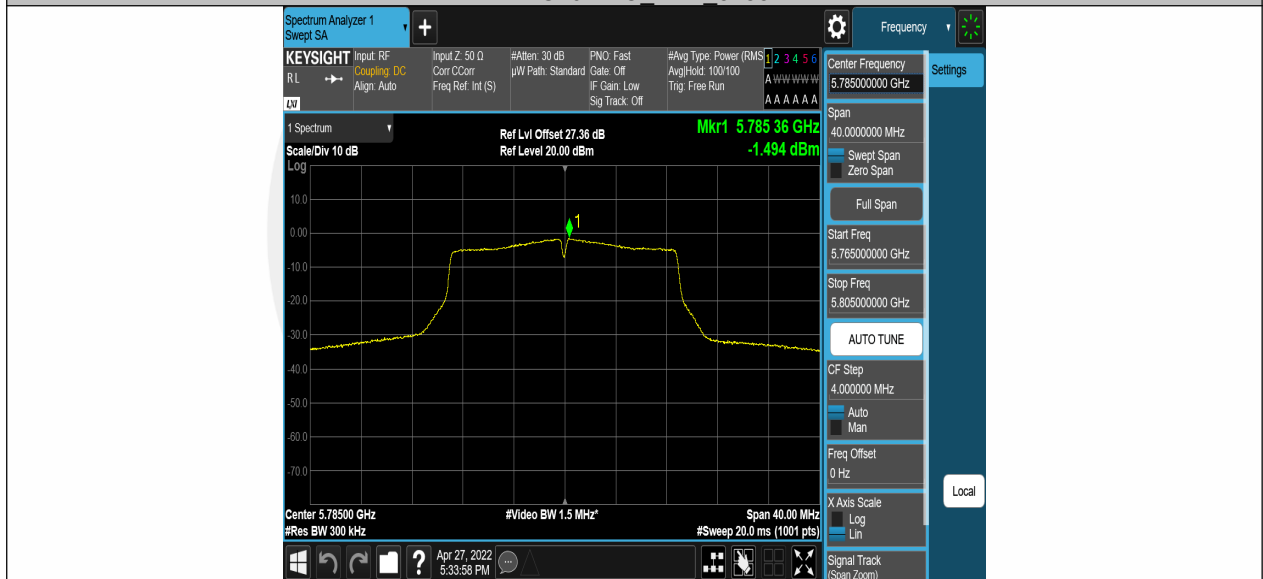 Spectrum Analyzer 1
Swept SA
+
Frequency
KEYSIGHT
R L
LXI
Input: RF
Coupling: DC
Align: Auto
Input Z: 50 Ω
Corr CCorr
Freq Ref: Int (S)
#Atten: 30 dB
µW Path: Standard
PNO: Fast
Gate: Off
IF Gain: Low
Sig Track: Off
#Avg Type: Power (RMS
Avg|Hold: 100/100
Trig: Free Run
1 2 3 4 5 6
A W W W W W
A A A A A A
1 Spectrum
Scale/Div 10 dB
Log
Ref Lvl Offset 27.36 dB
Ref Level 20.00 dBm
Mkr1 5.785 36 GHz
-1.494 dBm
10.0
0.00
-10.0
-20.0
-30.0
-40.0
-50.0
-60.0
-70.0
1
Center 5.78500 GHz
#Res BW 300 kHz
#Video BW 1.5 MHz*
Span 40.00 MHz
#Sweep 20.0 ms (1001 pts)
Center Frequency
5.785000000 GHz
Span
40.0000000 MHz
Swept Span
Zero Span
Full Span
Start Freq
5.765000000 GHz
Stop Freq
5.805000000 GHz
AUTO TUNE
CF Step
4.000000 MHz
Auto
Man
Freq Offset
0 Hz
X Axis Scale
Log
Lin
Signal Track
(Span Zoom)
Settings
Local
?
Apr 27, 2022
5:33:58 PM